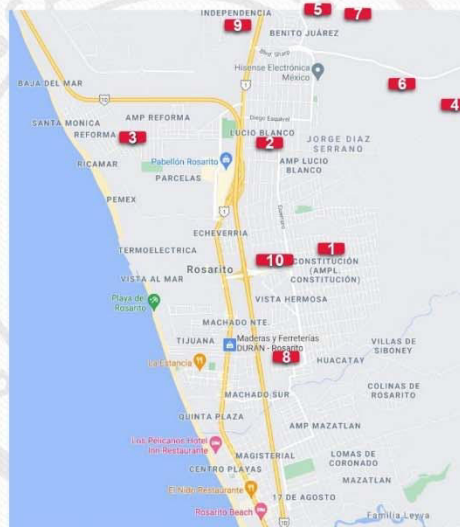 INDEPENDENCIA
5
7
9
BENITO JUÁREZ
Hisense Electrónica
México
6
BAJA DEL MAR
4
AMP REFORMA
SANTA MONICA
REFORMA
3
LUCIO BLANCO
2
JORGE DIAZ
SERRANO
RICAMAR
Pabellón Rosarito
AMP LUCIO
BLANCO
PARCELAS
PEMEX
1
ECHEVERRIA
TERMOELECTRICA
1
10
CONSTITUCIÓN
(AMPL.
CONSTITUCIÓN)
Rosarito
VISTA AL MAR
VISTA HERMOSA
Playa de
Rosarito
MACHADO NTE.
TIJUANA
Maderas y Ferreterías
DURÁN - Rosarito
VILLAS DE
SIBONEY
8
HUACATAY
La Estancia
COLINAS DE
ROSARITO
MACHADO SUR
QUINTA PLAZA
AMP MAZATLAN
Los Pelicanos Hotel
Inn Restaurante
MAGISTERIAL
LOMAS DE
CORONADO
CENTRO PLAYAS
MAZATLAN
El Nido Restaurante
17 DE AGOSTO
Rosarito Beach
Familia Leyva